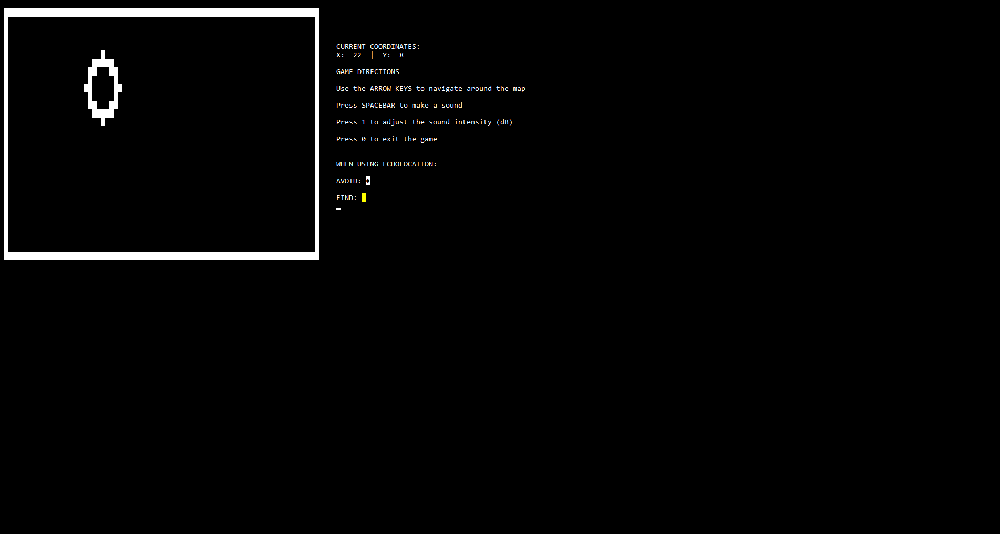 CURRENT COORDINATES:
X:  22  |  Y:  8
GAME DIRECTIONS
Use the ARROW KEYS to navigate around the map
Press SPACEBAR to make a sound
Press 1 to adjust the sound intensity (dB)
Press 0 to exit the game
WHEN USING ECHOLOCATION:
AVOID: ♦
FIND: